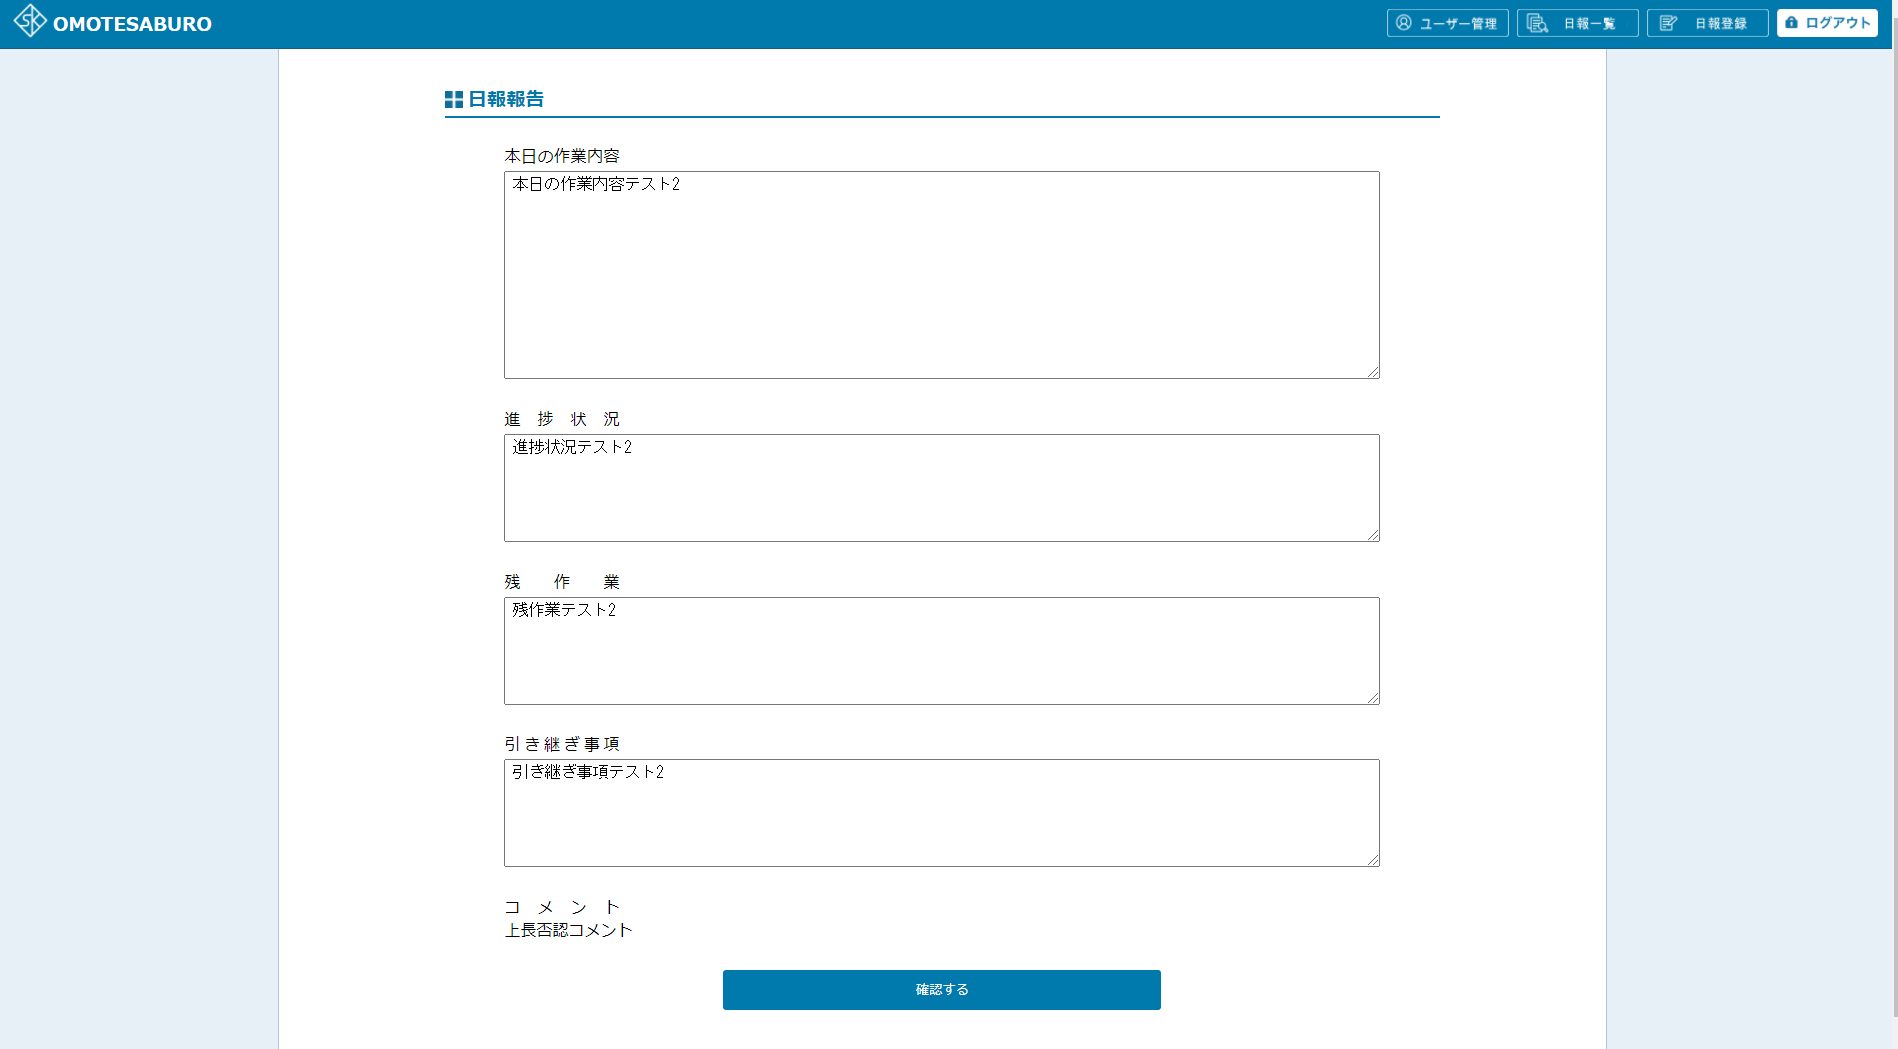 SK OMOTESABURO
ユーザー管理 日報一覧 日報登録 ログアウト
日報報告
本日の作業内容
本日の作業内容テスト2
進　捗　状　況
進捗状況テスト2
残　　作　　業
残作業テスト2
引き継ぎ事項
引き継ぎ事項テスト2
コ　メ　ン　ト
上長否認コメント
確認する